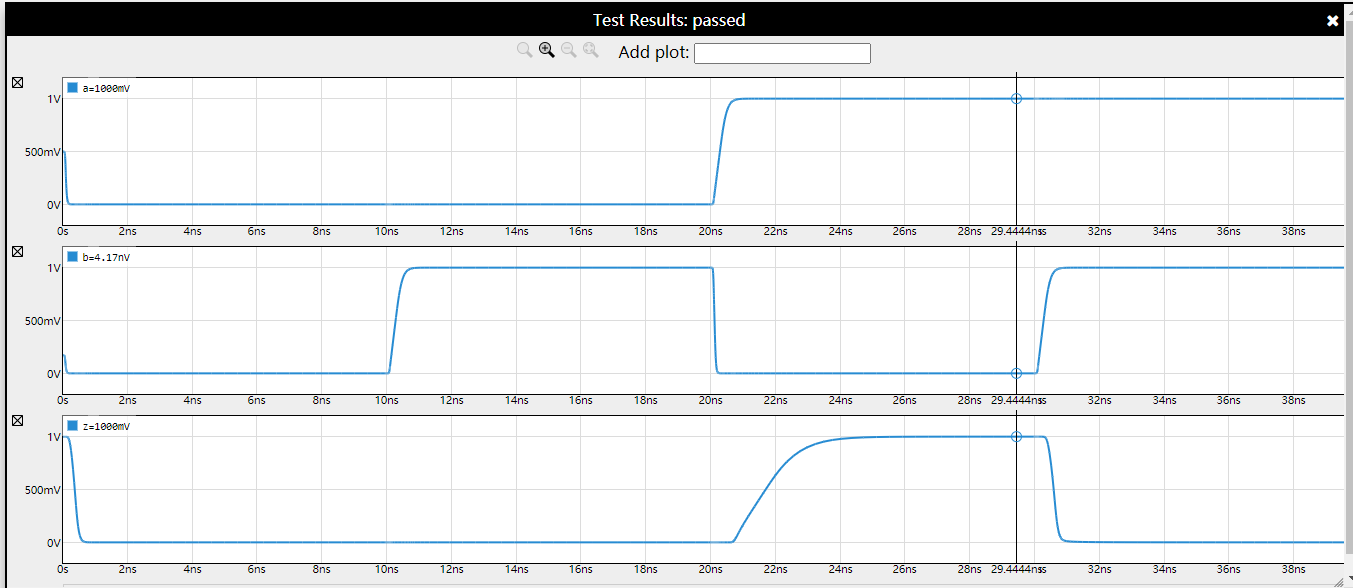 Test Results: passed
Add plot:
a=1000mV
1V
500mV
0V
0s 2ns 4ns 6ns 8ns 10ns 12ns 14ns 16ns 18ns 20ns 22ns 24ns 26ns 28ns 29.4444ns 32ns 34ns 36ns 38ns
b=4.17nV
1V
500mV
0V
0s 2ns 4ns 6ns 8ns 10ns 12ns 14ns 16ns 18ns 20ns 22ns 24ns 26ns 28ns 29.4444ns 32ns 34ns 36ns 38ns
z=1000mV
1V
500mV
0V
0s 2ns 4ns 6ns 8ns 10ns 12ns 14ns 16ns 18ns 20ns 22ns 24ns 26ns 28ns 29.4444ns 32ns 34ns 36ns 38ns